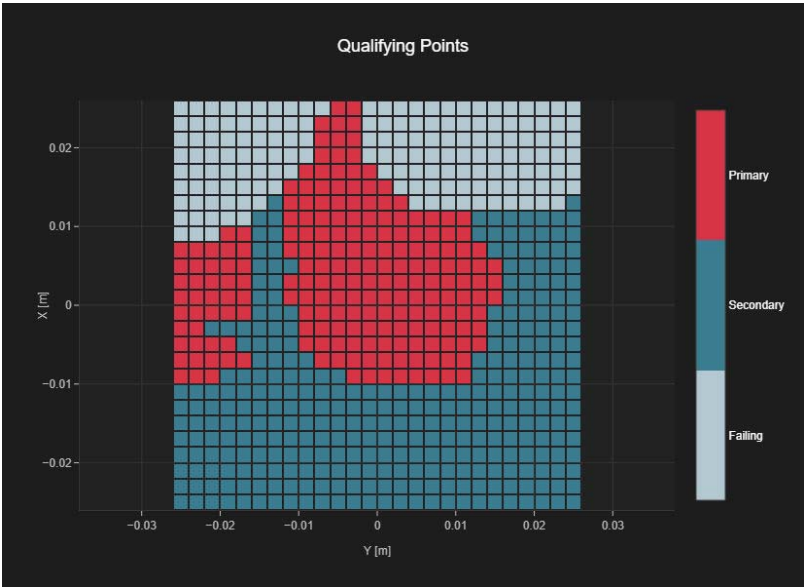 Qualifying Points
0.02
0.01
0
−0.01
−0.02
X [m]
−0.03
−0.02
−0.01
0
0.01
0.02
0.03
Y [m]
Primary
Secondary
Failing